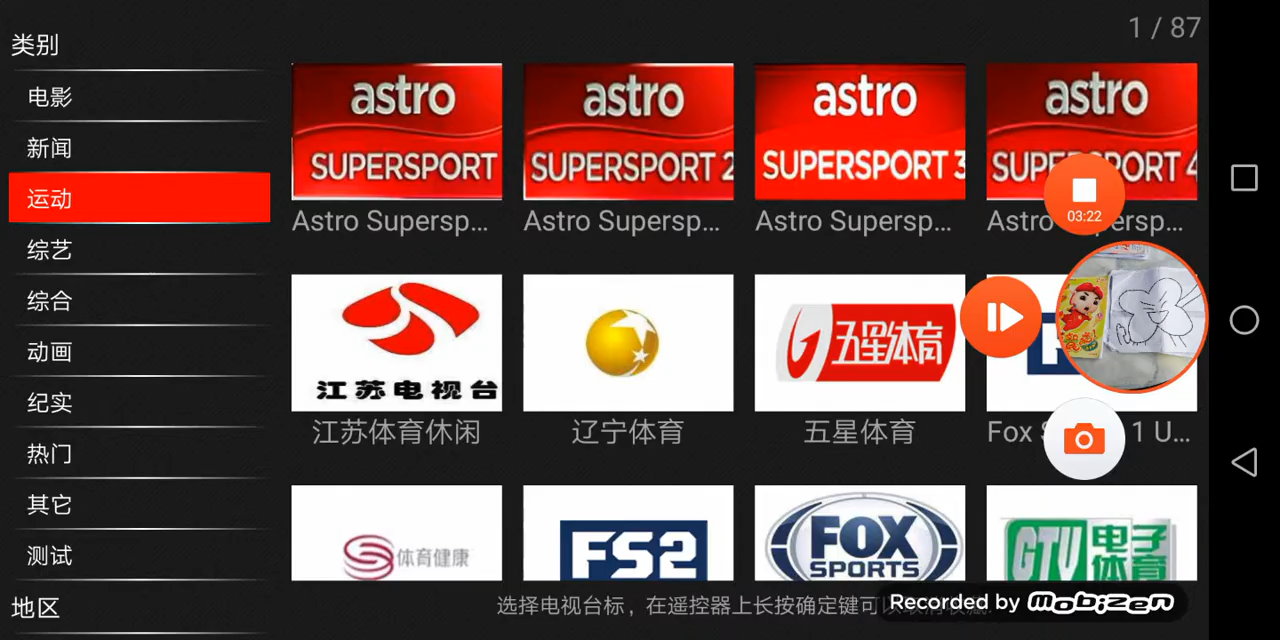 1 / 87
类别
电影
新闻
运动
综艺
综合
动画
纪实
热门
其它
测试
地区
astro
SUPERSPORT
Astro Supersp...
astro
SUPERSPORT 2
Astro Supersp...
astro
SUPERSPORT 3
Astro Supersp...
astro
4
Astro
ersp...
03:22
江苏电视台
江苏体育休闲
辽宁体育
五星体育
五星体育
Fox
1 U...
体育健康
FS2
FOX
SPORTS
GTV
电子
体育
选择电视台标，在遥控器上长按确定键可
Recorded by mobizen